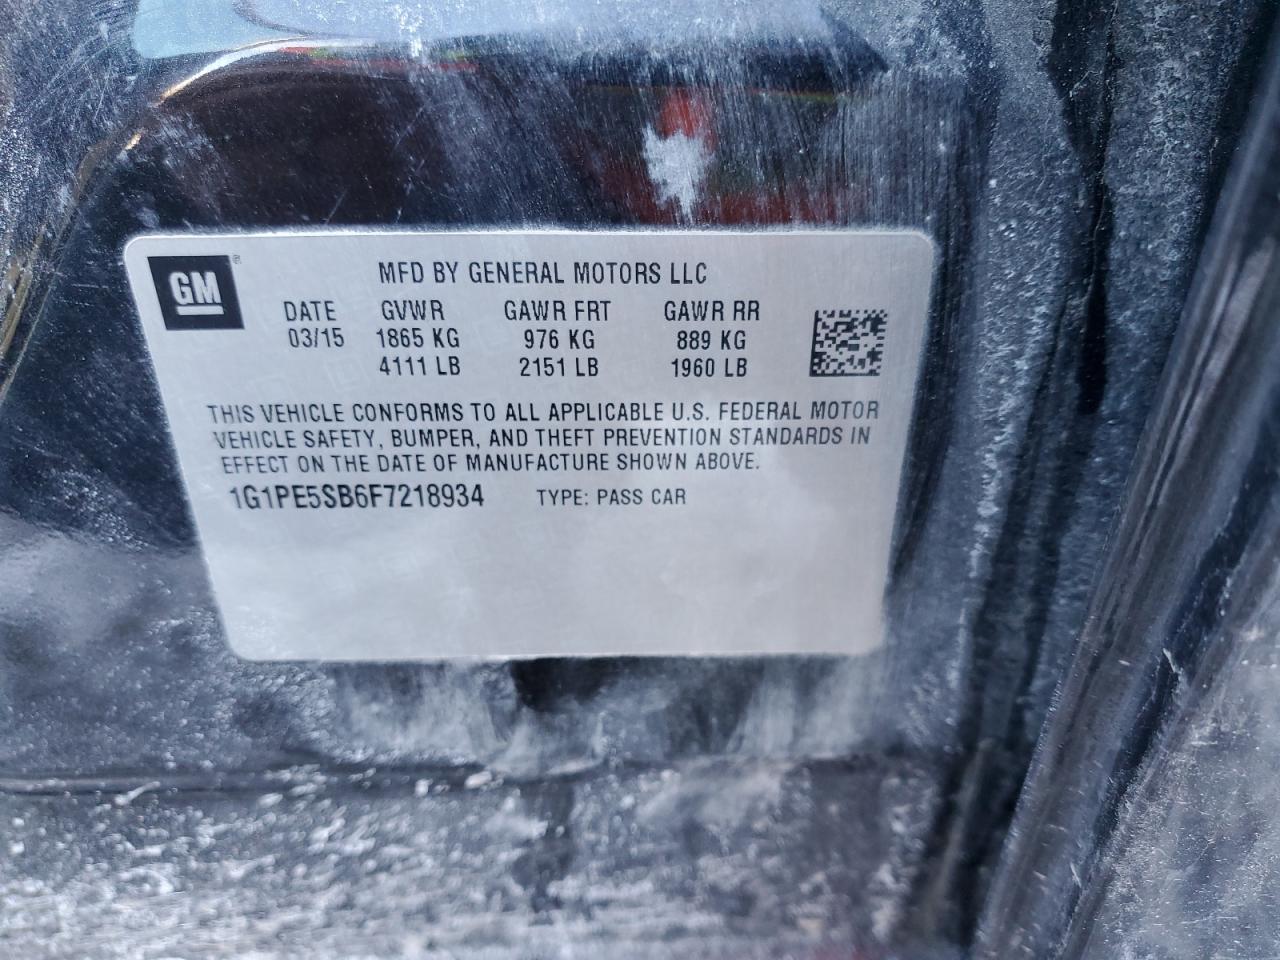 GM ®
MFD BY GENERAL MOTORS LLC
DATE GVWR GAWR FRT GAWR RR
03/15 1865 KG 976 KG 889 KG
4111 LB 2151 LB 1960 LB
THIS VEHICLE CONFORMS TO ALL APPLICABLE U.S. FEDERAL MOTOR
VEHICLE SAFETY, BUMPER, AND THEFT PREVENTION STANDARDS IN
EFFECT ON THE DATE OF MANUFACTURE SHOWN ABOVE.
1G1PE5SB6F7218934 TYPE: PASS CAR